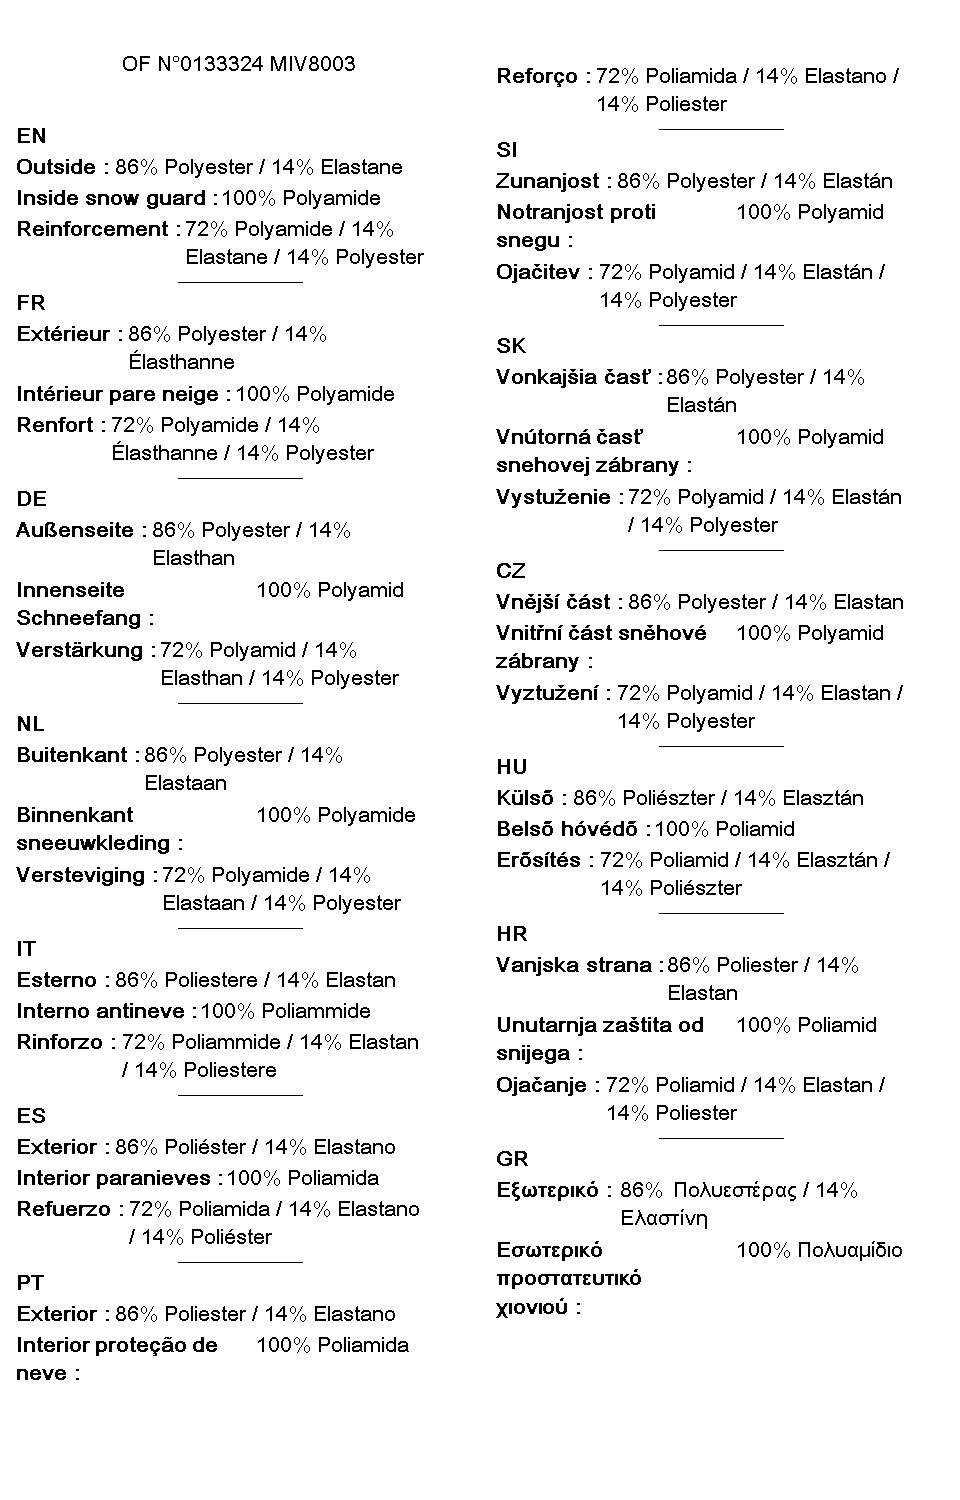 OF N°0133324 MIV8003
EN
Outside : 86% Polyester / 14% Elastane
Inside snow guard : 100% Polyamide
Reinforcement : 72% Polyamide / 14%
Elastane / 14% Polyester
FR
Extérieur : 86% Polyester / 14%
Élasthanne
Intérieur pare neige : 100% Polyamide
Renfort : 72% Polyamide / 14%
Élasthanne / 14% Polyester
DE
Außenseite : 86% Polyester / 14%
Elasthan
Innenseite 100% Polyamid
Schneefang :
Verstärkung : 72% Polyamid / 14%
Elasthan / 14% Polyester
NL
Buitenkant : 86% Polyester / 14%
Elastaan
Binnenkant 100% Polyamide
sneeuwkleding :
Versteviging : 72% Polyamide / 14%
Elastaan / 14% Polyester
IT
Esterno : 86% Poliestere / 14% Elastan
Interno antineve : 100% Poliammide
Rinforzo : 72% Poliammide / 14% Elastan
/ 14% Poliestere
ES
Exterior : 86% Poliéster / 14% Elastano
Interior paranieves : 100% Poliamida
Refuerzo : 72% Poliamida / 14% Elastano
/ 14% Poliéster
PT
Exterior : 86% Poliester / 14% Elastano
Interior proteção de 100% Poliamida
neve :
Reforço : 72% Poliamida / 14% Elastano /
14% Poliester
SI
Zunanjost : 86% Polyester / 14% Elastán
Notranjost proti 100% Polyamid
snegu :
Ojačitev : 72% Polyamid / 14% Elastán /
14% Polyester
SK
Vonkajšia časť : 86% Polyester / 14%
Elastán
Vnútorná časť 100% Polyamid
snehovej zábrany :
Vystuženie : 72% Polyamid / 14% Elastán
/ 14% Polyester
CZ
Vnější část : 86% Polyester / 14% Elastan
Vnitřní část sněhové 100% Polyamid
zábrany :
Vyztužení : 72% Polyamid / 14% Elastan /
14% Polyester
HU
Külső : 86% Poliészter / 14% Elasztán
Belső hóvédő : 100% Poliamid
Erősítés : 72% Poliamid / 14% Elasztán /
14% Poliészter
HR
Vanjska strana : 86% Poliester / 14%
Elastan
Unutarnja zaštita od 100% Poliamid
snijega :
Ojačanje : 72% Poliamid / 14% Elastan /
14% Poliester
GR
Εξωτερικό : 86% Πολυεστέρας / 14%
Ελαστίνη
Εσωτερικό 100% Πολυαμίδιο
προστατευτικό
χιονιού :